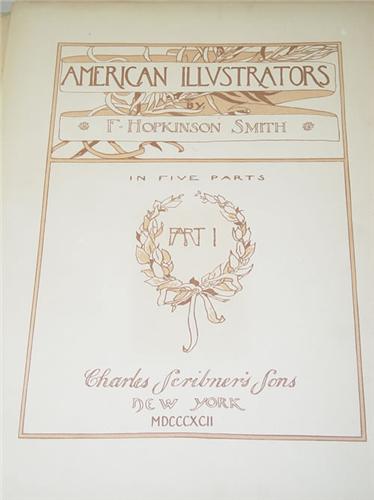 AMERICAN ILLVSTRATORS
BY
F. HOPKINSON SMITH
IN FIVE PARTS
PART I
Charles Scribner's Sons
NEW YORK
MDCCCXCII